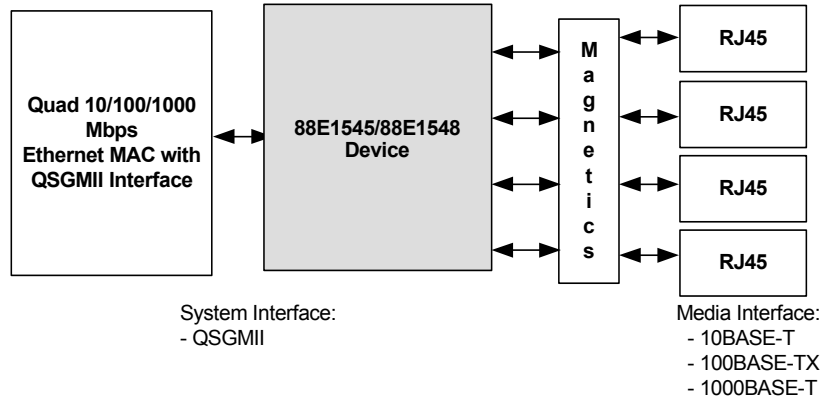 Quad 10/100/1000
Mbps
Ethernet MAC with
QSGMII Interface
88E1545/88E1548
Device
M
a
g
n
e
t
i
c
s
RJ45
RJ45
RJ45
RJ45
System Interface:
- QSGMII
Media Interface:
- 10BASE-T
- 100BASE-TX
- 1000BASE-T